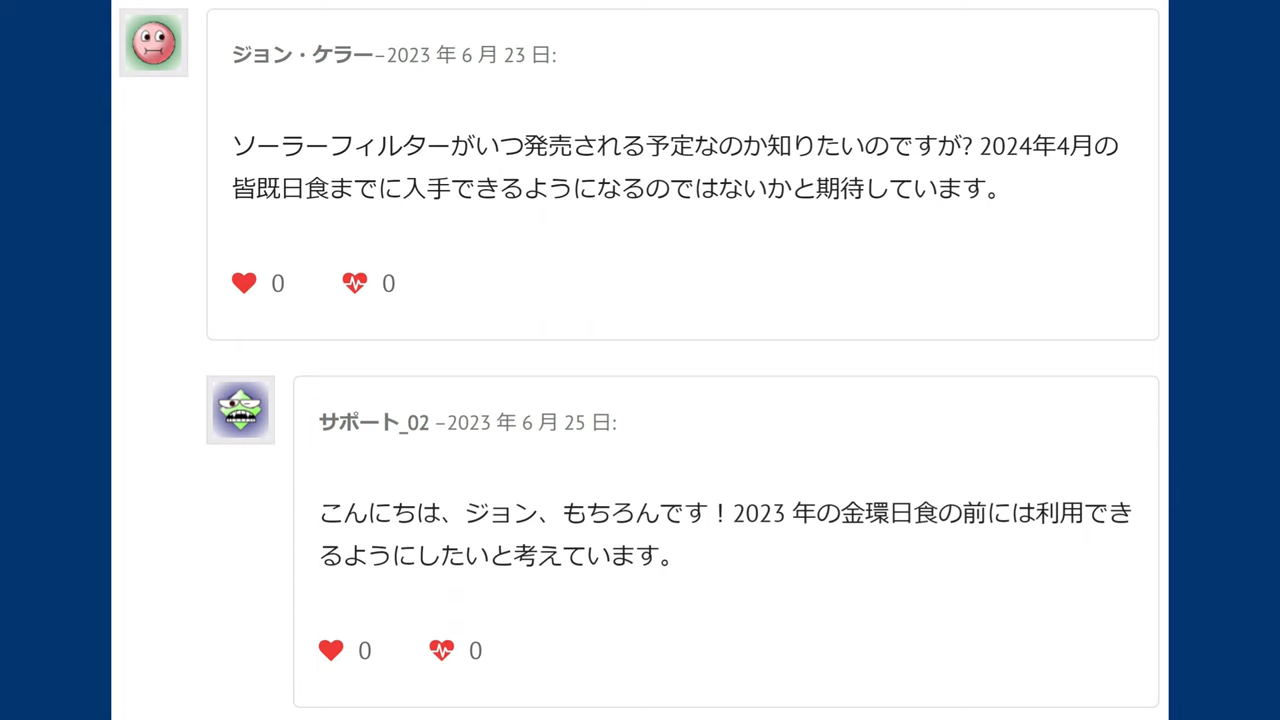 ジョン・ケラー–2023 年 6 月 23 日:
ソーラーフィルターがいつ発売される予定なのか知りたいのですが? 2024年4月の
皆既日食までに入手できるようになるのではないかと期待しています。
0 0
サポート_02 –2023 年 6 月 25 日:
こんにちは、ジョン、もちろんです！2023 年の金環日食の前には利用でき
るようにしたいと考えています。
0 0